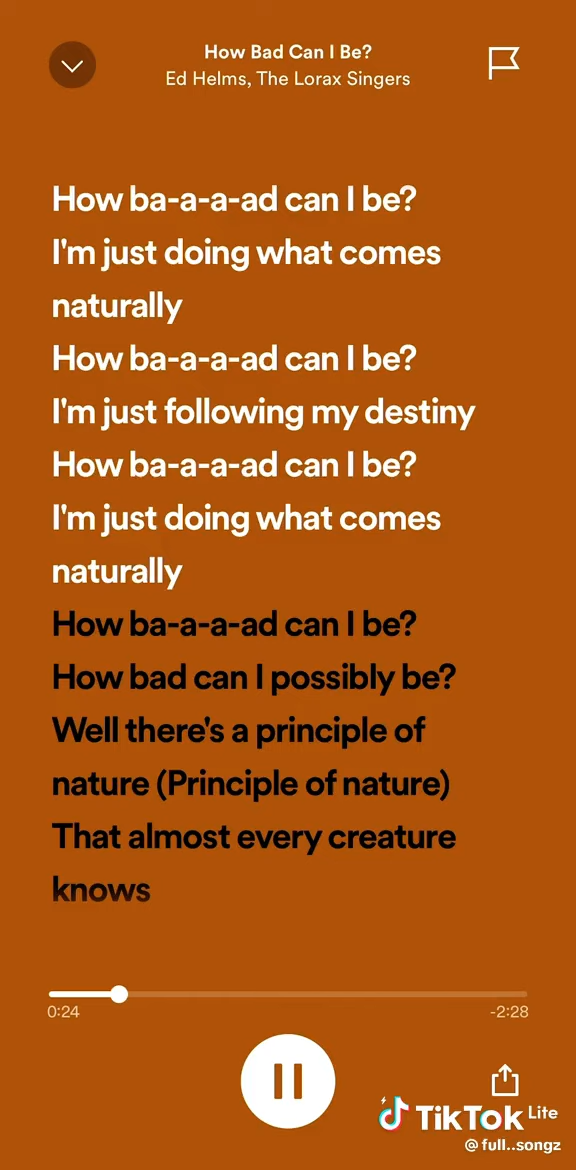 How Bad Can I Be?
Ed Helms, The Lorax Singers
How ba-a-a-ad can I be?
I'm just doing what comes
naturally
How ba-a-a-ad can I be?
I'm just following my destiny
How ba-a-a-ad can I be?
I'm just doing what comes
naturally
How ba-a-a-ad can I be?
How bad can I possibly be?
Well there's a principle of
nature (Principle of nature)
That almost every creature
knows
0:24
-2:28
TikTok Lite
@full..songz